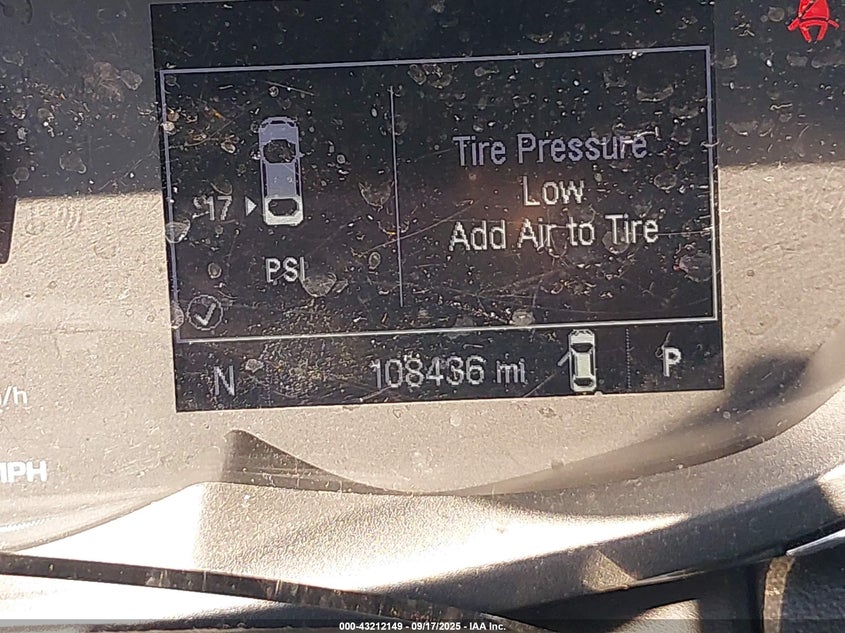 Tire Pressure
Low
Add Air to Tire
17
PSI
N
108436 mi
P
MPH
000-43212149 - 09/17/2025 - IAA Inc.